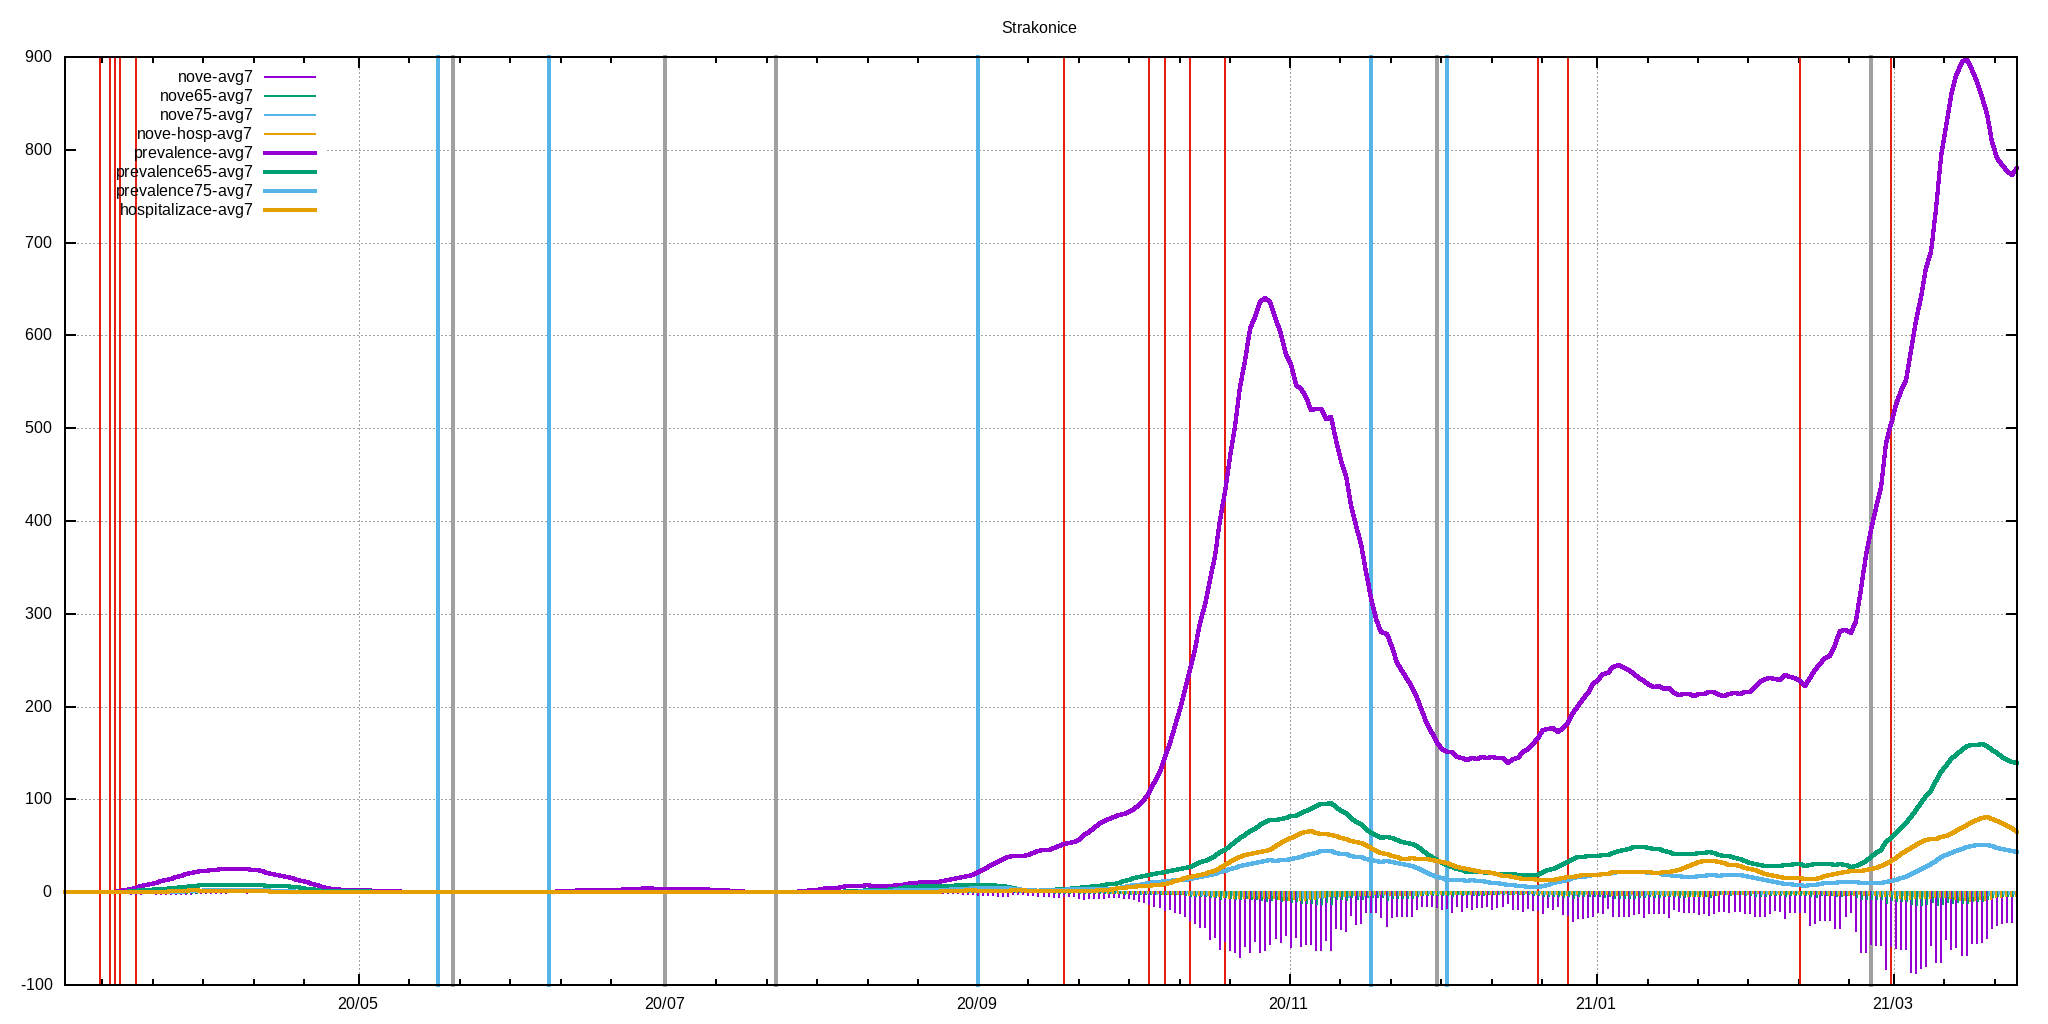 Strakonice
nove-avg7
nove65-avg7
nove75-avg7
nove-hosp-avg7
prevalence-avg7
prevalence65-avg7
prevalence75-avg7
hospitalizace-avg7
900
800
700
600
500
400
300
200
100
0
-100
20/05 20/07 20/09 20/11 21/01 21/03